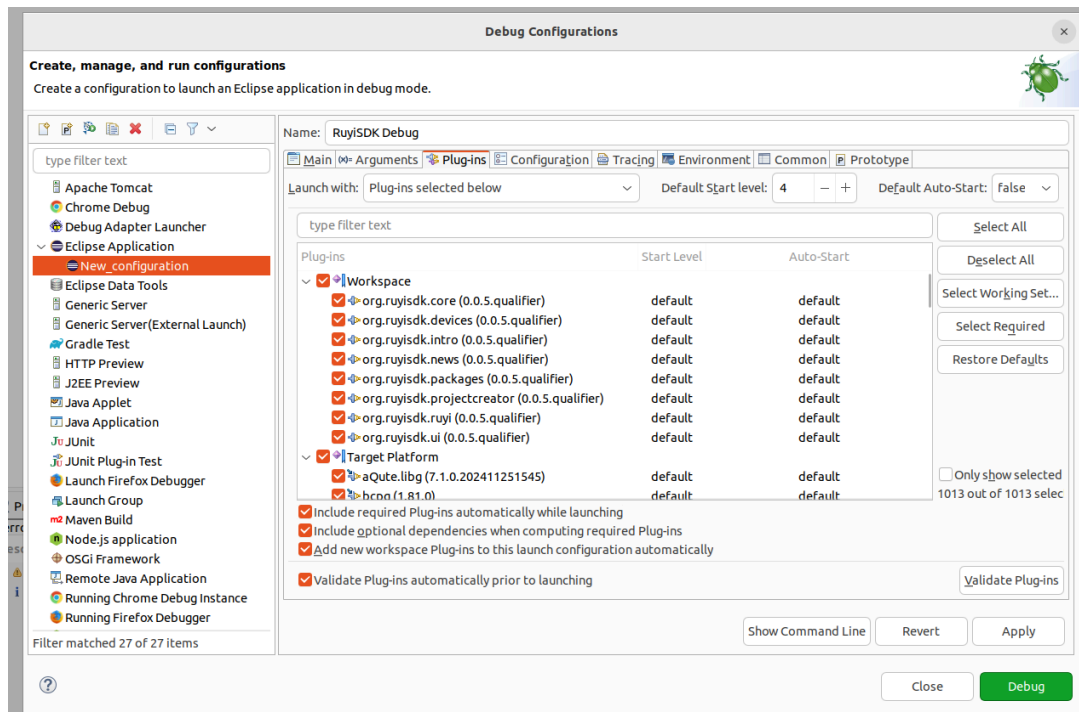 Debug Configurations
Create, manage, and run configurations
Create a configuration to launch an Eclipse application in debug mode.
type filter text
Apache Tomcat
Chrome Debug
Debug Adapter Launcher
Eclipse Application
New_configuration
Eclipse Data Tools
Generic Server
Generic Server(External Launch)
Gradle Test
HTTP Preview
J2EE Preview
Java Applet
Java Application
JUnit
JUnit Plug-in Test
Launch Firefox Debugger
Launch Group
Maven Build
Node.js application
OSGi Framework
Remote Java Application
Running Chrome Debug Instance
Running Firefox Debugger
Filter matched 27 of 27 items
Name: RuyiSDK Debug
Main Arguments Plug-ins Configuration Tracing Environment Common Prototype
Launch with: Plug-ins selected below Default Start level: 4 Default Auto-Start: false
type filter text
Plug-ins Start Level Auto-Start
Workspace
org.ruyisdk.core (0.0.5.qualifier) default default
org.ruyisdk.devices (0.0.5.qualifier) default default
org.ruyisdk.intro (0.0.5.qualifier) default default
org.ruyisdk.news (0.0.5.qualifier) default default
org.ruyisdk.packages (0.0.5.qualifier) default default
org.ruyisdk.projectcreator (0.0.5.qualifier) default default
org.ruyisdk.ruyi (0.0.5.qualifier) default default
org.ruyisdk.ui (0.0.5.qualifier) default default
Target Platform
aQute.libg (7.1.0.202411251545) default default
bcpg (1.81.0) default default
Select All
Deselect All
Select Working Set...
Select Required
Restore Defaults
Only show selected
1013 out of 1013 selec
Include required Plug-ins automatically while launching
Include optional dependencies when computing required Plug-ins
Add new workspace Plug-ins to this launch configuration automatically
Validate Plug-ins automatically prior to launching
Validate Plug-ins
Show Command Line Revert Apply
Close Debug